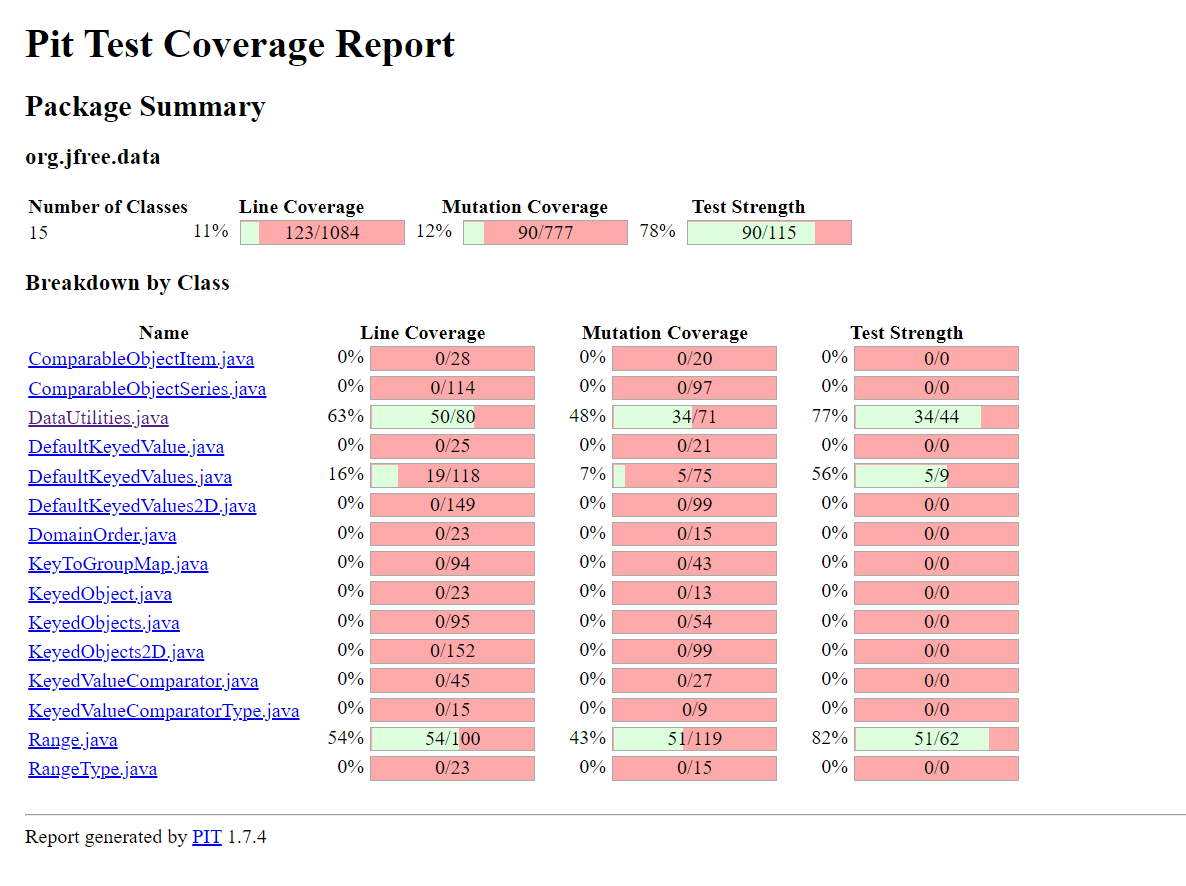 Pit Test Coverage Report
Package Summary
org.jfree.data
Number of Classes Line Coverage Mutation Coverage Test Strength
15 11% 123/1084 12% 90/777 78% 90/115
Breakdown by Class
Name Line Coverage Mutation Coverage Test Strength
ComparableObjectItem.java 0% 0/28 0% 0/20 0% 0/0
ComparableObjectSeries.java 0% 0/114 0% 0/97 0% 0/0
DataUtilities.java 63% 50/80 48% 34/71 77% 34/44
DefaultKeyedValue.java 0% 0/25 0% 0/21 0% 0/0
DefaultKeyedValues.java 16% 19/118 7% 5/75 56% 5/9
DefaultKeyedValues2D.java 0% 0/149 0% 0/99 0% 0/0
DomainOrder.java 0% 0/23 0% 0/15 0% 0/0
KeyToGroupMap.java 0% 0/94 0% 0/43 0% 0/0
KeyedObject.java 0% 0/23 0% 0/13 0% 0/0
KeyedObjects.java 0% 0/95 0% 0/54 0% 0/0
KeyedObjects2D.java 0% 0/152 0% 0/99 0% 0/0
KeyedValueComparator.java 0% 0/45 0% 0/27 0% 0/0
KeyedValueComparatorType.java 0% 0/15 0% 0/9 0% 0/0
Range.java 54% 54/100 43% 51/119 82% 51/62
RangeType.java 0% 0/23 0% 0/15 0% 0/0
Report generated by PIT 1.7.4